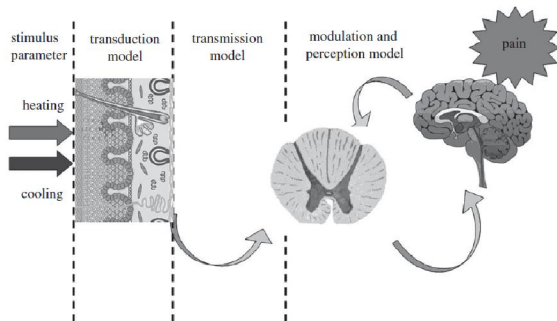 stimulus
parameter
transduction
model
transmission
model
modulation and
perception model
pain
heating
cooling